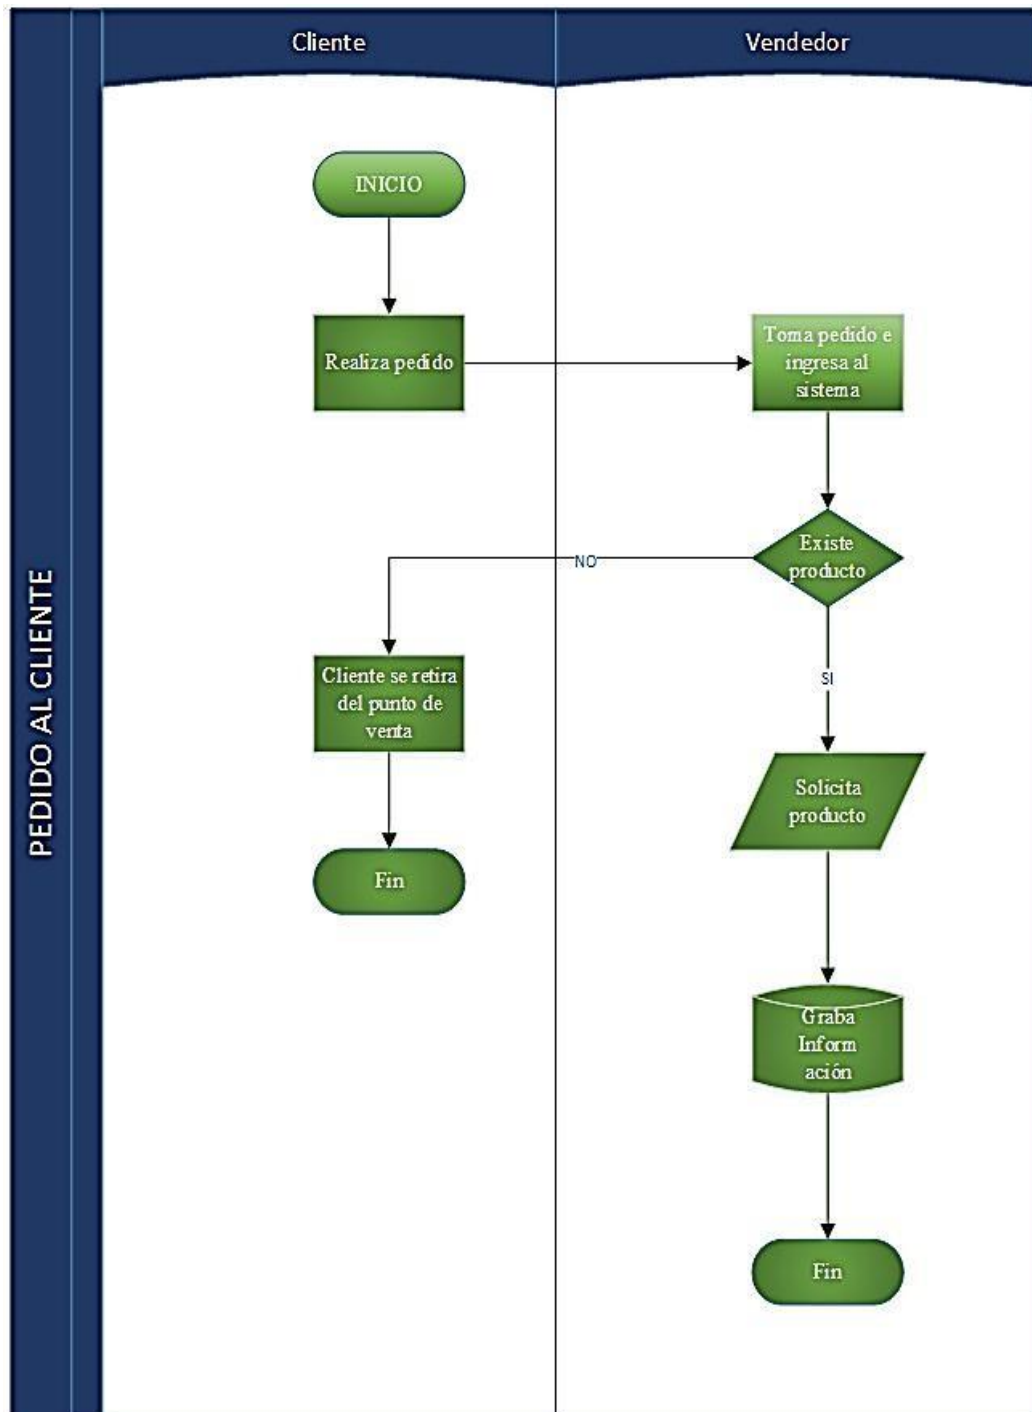 Cliente
Vendedor
PEDIDO AL CLIENTE
INICIO
Realiza pedido
Toma pedido e
ingresa al
sistema
Existe
producto
NO
SI
Cliente se retira
del punto de
venta
Solicita
producto
Fin
Graba
Inform
ación
Fin